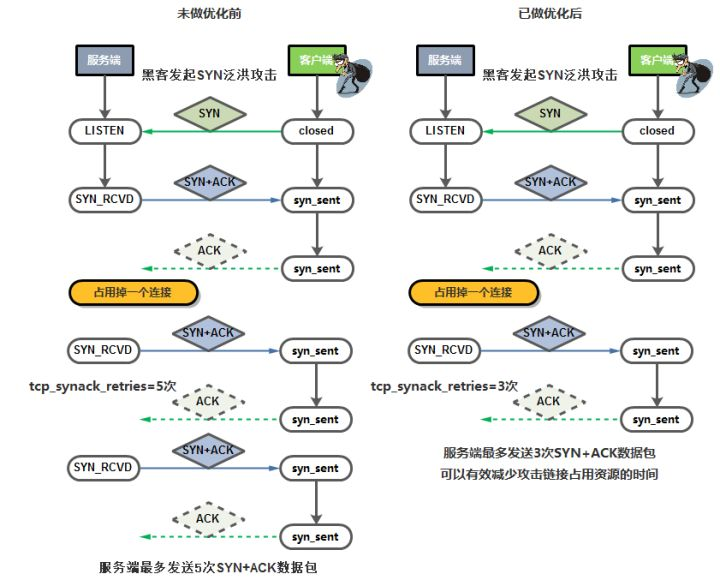 未做优化前
服务端
客户端
黑客发起SYN泛洪攻击
SYN
LISTEN
closed
SYN+ACK
SYN_RCVD
syn_sent
ACK
syn_sent
占用掉一个连接
SYN+ACK
SYN_RCVD
syn_sent
tcp_synack_retries=5次
ACK
syn_sent
SYN+ACK
SYN_RCVD
syn_sent
ACK
syn_sent
服务端最多发送5次SYN+ACK数据包
已做优化后
服务端
客户端
黑客发起SYN泛洪攻击
SYN
LISTEN
closed
SYN+ACK
SYN_RCVD
syn_sent
ACK
syn_sent
占用掉一个连接
SYN+ACK
SYN_RCVD
syn_sent
tcp_synack_retries=3次
ACK
syn_sent
服务端最多发送3次SYN+ACK数据包
可以有效减少攻击链接占用资源的时间